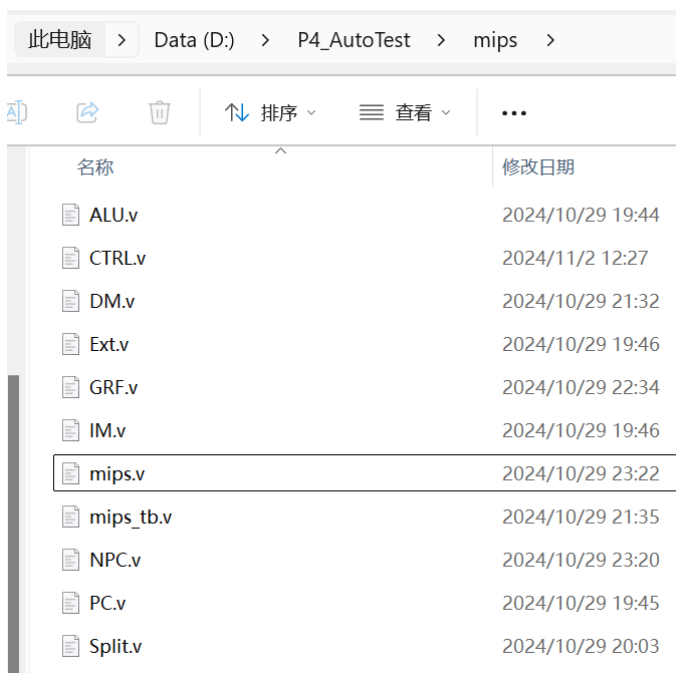 此电脑 > Data (D:) > P4_AutoTest > mips >
A 排序 查看 ...
名称 修改日期
ALU.v 2024/10/29 19:44
CTRL.v 2024/11/2 12:27
DM.v 2024/10/29 21:32
Ext.v 2024/10/29 19:46
GRF.v 2024/10/29 22:34
IM.v 2024/10/29 19:46
mips.v 2024/10/29 23:22
mips_tb.v 2024/10/29 21:35
NPC.v 2024/10/29 23:20
PC.v 2024/10/29 19:45
Split.v 2024/10/29 20:03